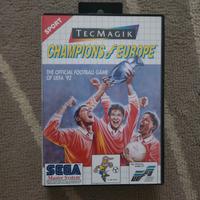 SPORT
TECMAGIK
CHAMPIONS of EUROPE
THE OFFICIAL FOOTBALL GAME
OF UEFA '92
SEGA
Master System